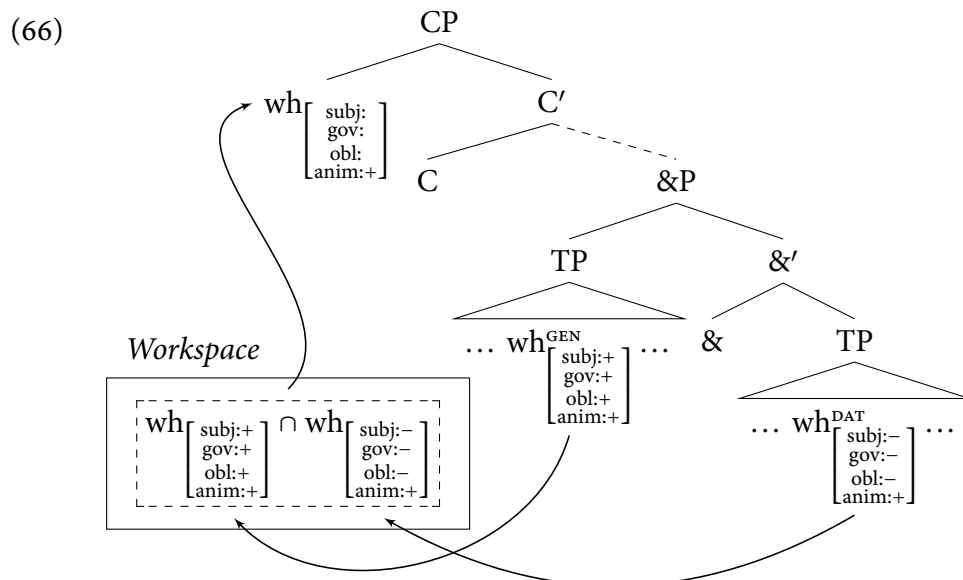 (66)
CP
wh[subj: gov: obl: anim:+]
C′
C
&P
TP
&′
Workspace
… wh^GEN[subj:+ gov:+ obl:+ anim:+] …
&
TP
wh[subj:+ gov:+ obl:+ anim:+] ∩ wh[subj:− gov:− obl:− anim:+]
… wh^DAT[subj:− gov:− obl:− anim:+] …